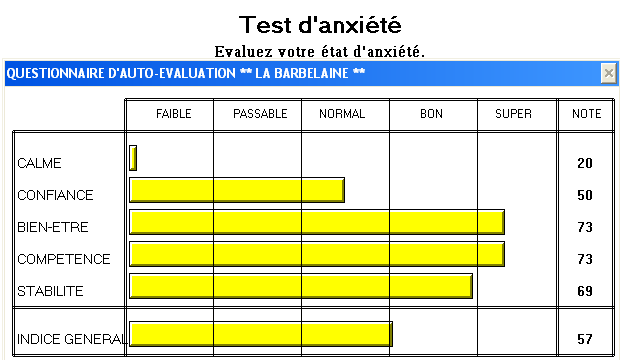 Test d'anxiété
Evaluez votre état d'anxiété.
QUESTIONNAIRE D'AUTO-EVALUATION ** LA BARBELAINE **
FAIBLE PASSABLE NORMAL BON SUPER NOTE
CALME 20
CONFIANCE 50
BIEN-ETRE 73
COMPETENCE 73
STABILITE 69
INDICE GENERAL 57